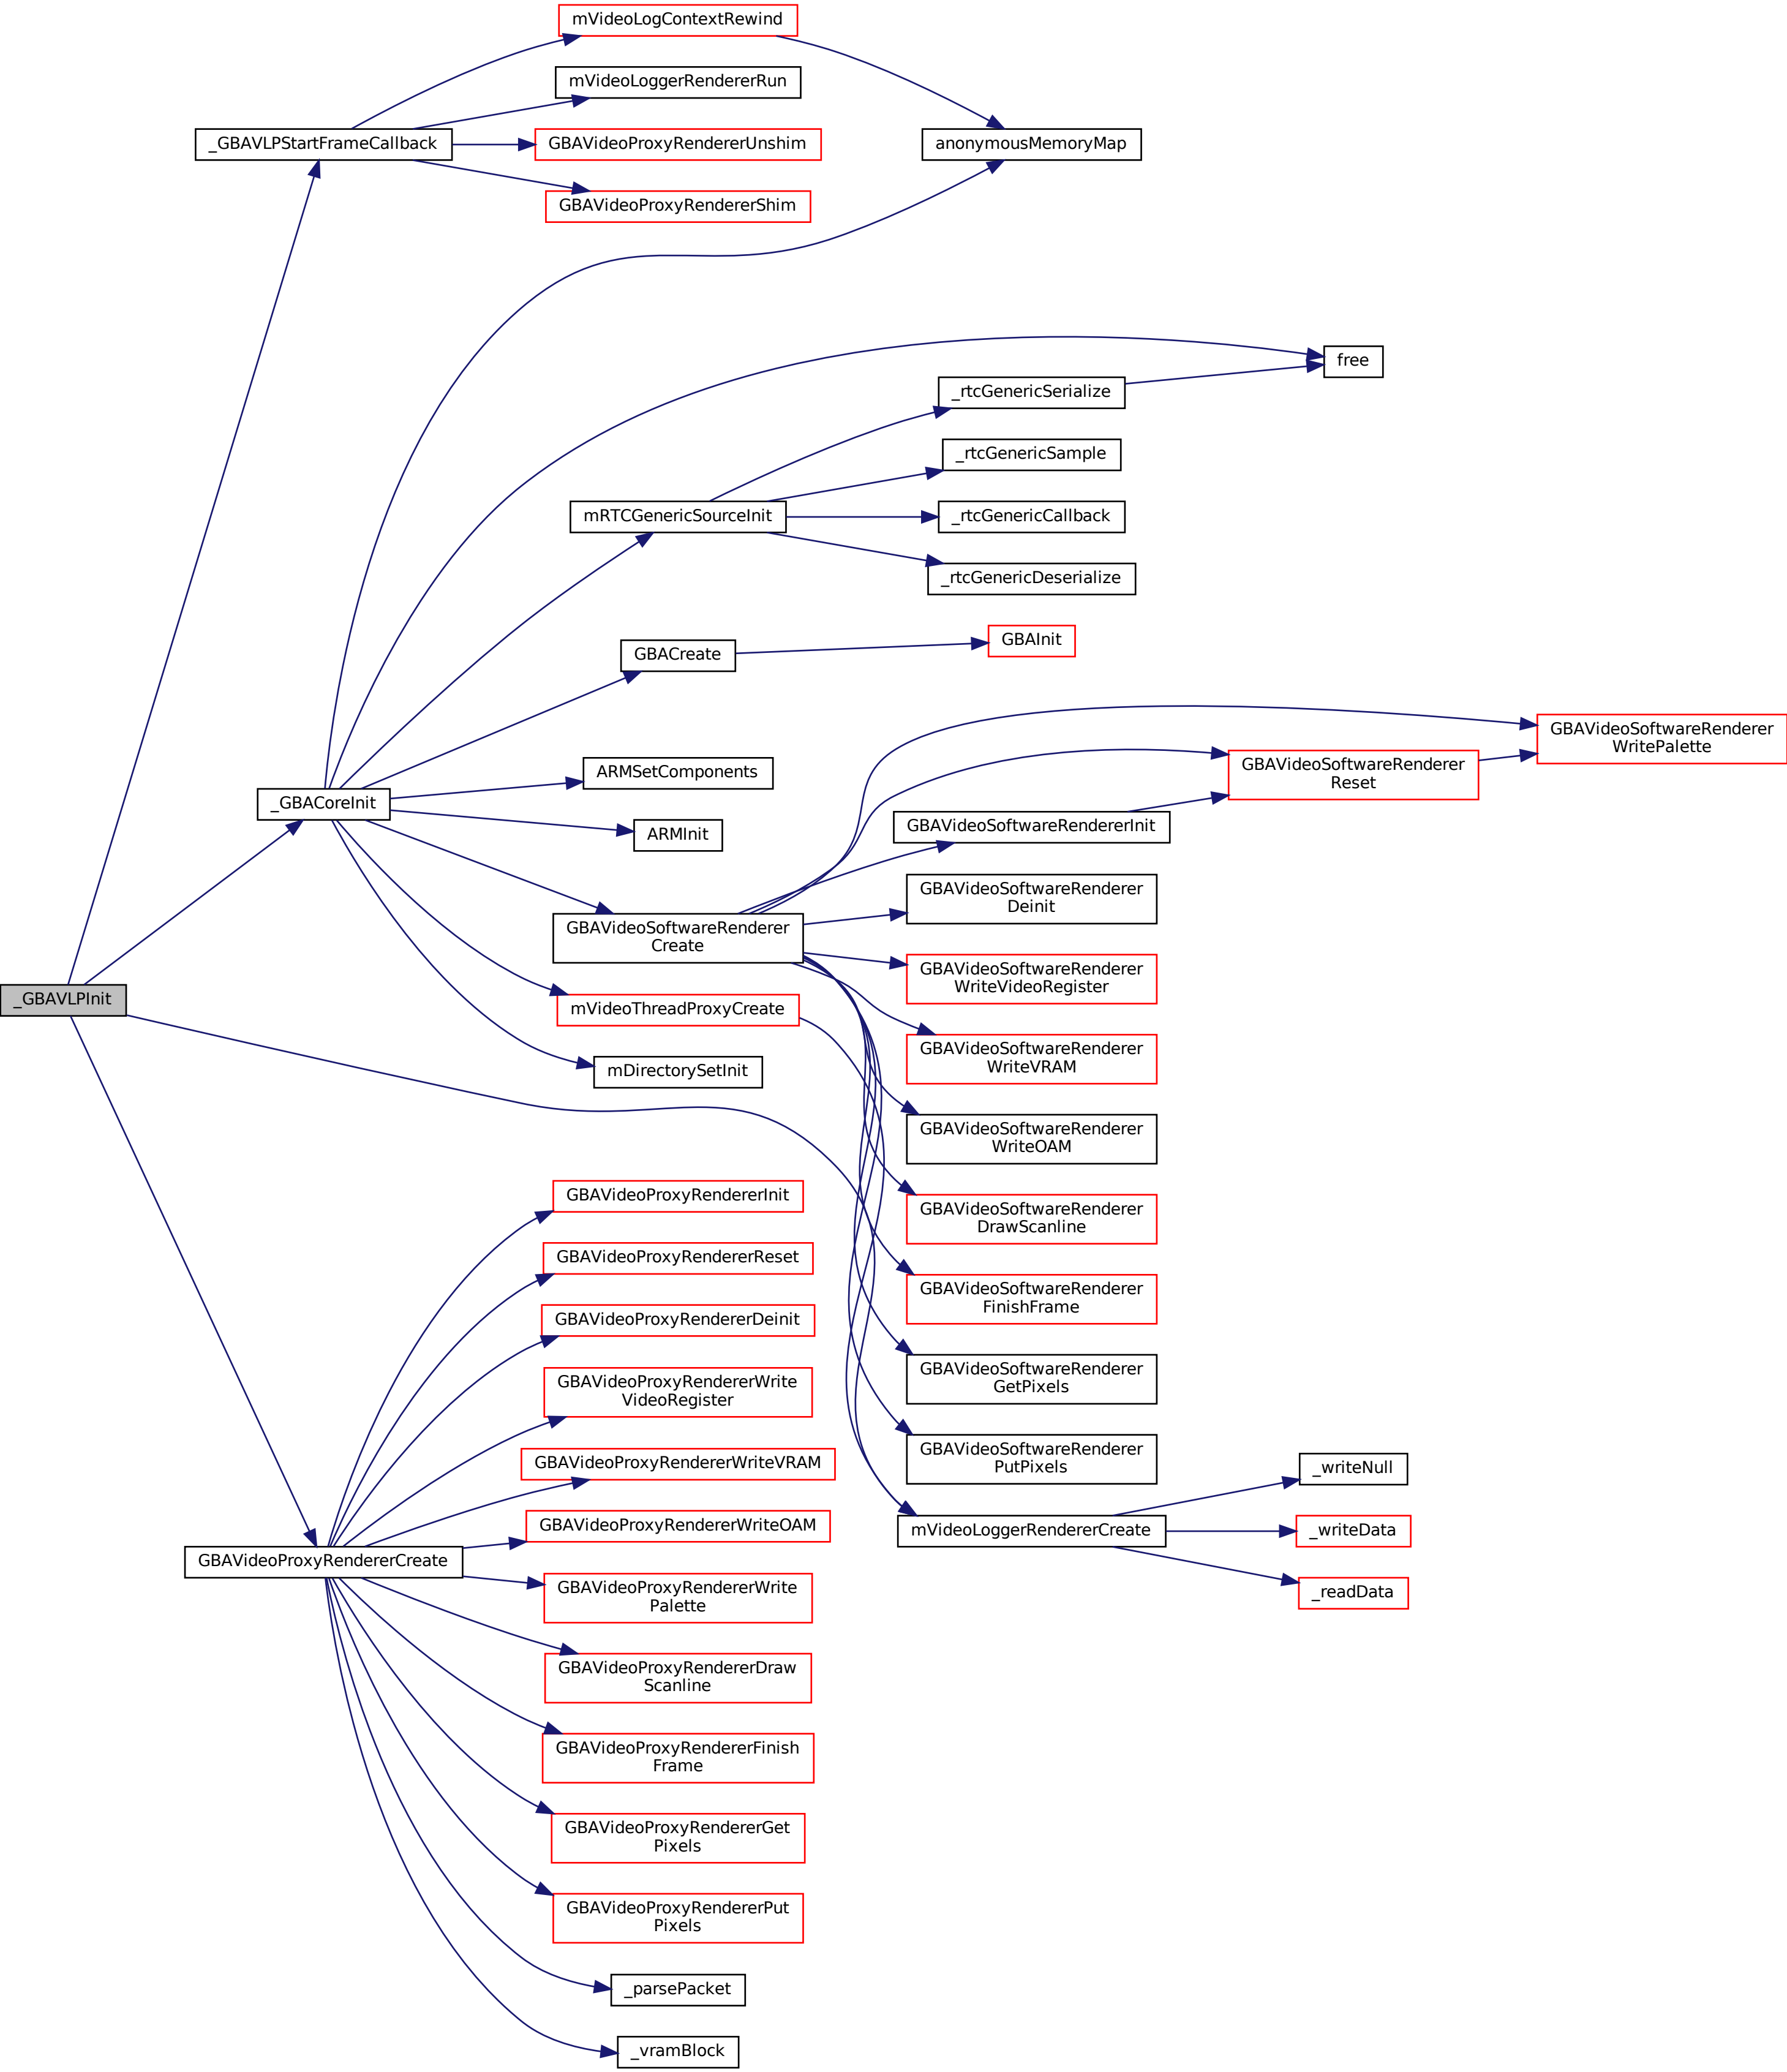 mVideoLogContextRewind
mVideoLoggerRendererRun
_GBAVLPStartFrameCallback
GBAVideoProxyRendererUnshim
anonymousMemoryMap
GBAVideoProxyRendererShim
free
_rtcGenericSerialize
_rtcGenericSample
mRTCGenericSourceInit
_rtcGenericCallback
_rtcGenericDeserialize
GBACreate
GBAInit
GBAVideoSoftwareRenderer
WritePalette
ARMSetComponents
GBAVideoSoftwareRenderer
Reset
_GBACoreInit
ARMInit
GBAVideoSoftwareRendererInit
GBAVideoSoftwareRenderer
Deinit
GBAVideoSoftwareRenderer
Create
GBAVideoSoftwareRenderer
WriteVideoRegister
_GBAVLPInit
mVideoThreadProxyCreate
GBAVideoSoftwareRenderer
WriteVRAM
mDirectorySetInit
GBAVideoSoftwareRenderer
WriteOAM
GBAVideoProxyRendererInit
GBAVideoSoftwareRenderer
DrawScanline
GBAVideoProxyRendererReset
GBAVideoSoftwareRenderer
FinishFrame
GBAVideoProxyRendererDeinit
GBAVideoSoftwareRenderer
GetPixels
GBAVideoProxyRendererWrite
VideoRegister
GBAVideoSoftwareRenderer
PutPixels
GBAVideoProxyRendererWriteVRAM
_writeNull
GBAVideoProxyRendererWriteOAM
mVideoLoggerRendererCreate
_writeData
GBAVideoProxyRendererCreate
GBAVideoProxyRendererWrite
Palette
_readData
GBAVideoProxyRendererDraw
Scanline
GBAVideoProxyRendererFinish
Frame
GBAVideoProxyRendererGet
Pixels
GBAVideoProxyRendererPut
Pixels
_parsePacket
_vramBlock